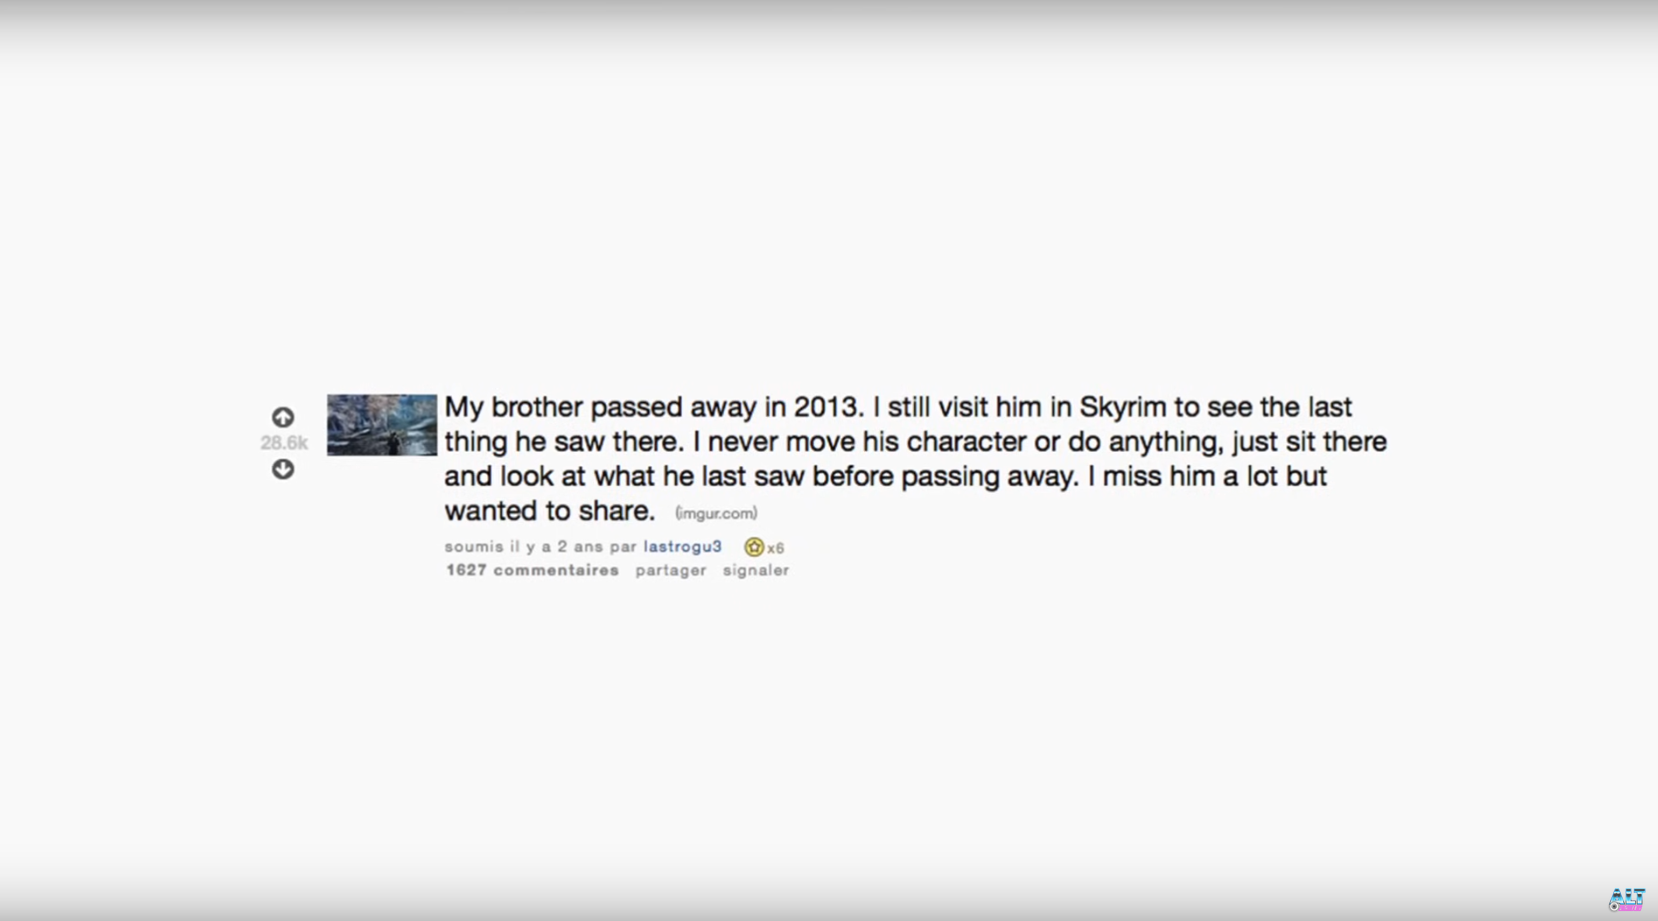 My brother passed away in 2013. I still visit him in Skyrim to see the last
28.6k
thing he saw there. I never move his character or do anything, just sit there
and look at what he last saw before passing away. I miss him a lot but
wanted to share. (imgur.com)
soumis il y a 2 ans par lastrogu3 x6
1627 commentaires partager signaler
ALT